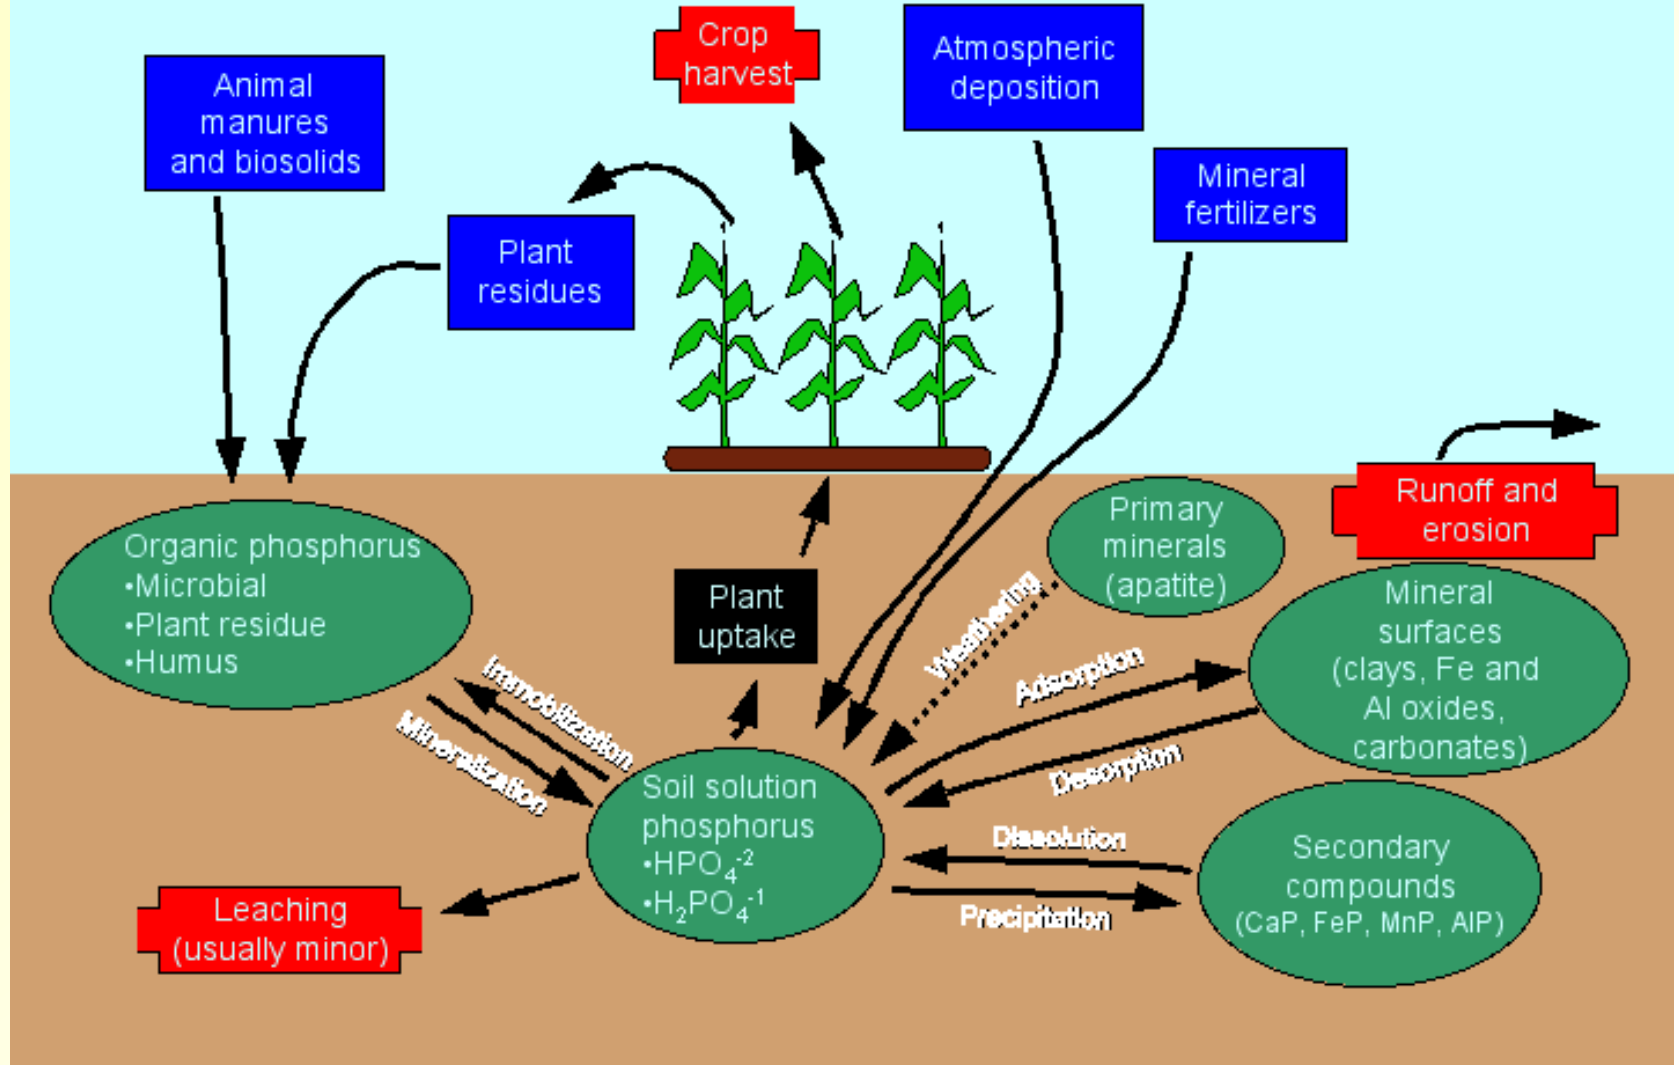 Crop
harvest
Atmospheric
deposition
Animal
manures
and biosolids
Mineral
fertilizers
Plant
residues
Runoff and
erosion
Primary
minerals
(apatite)
Organic phosphorus
•Microbial
•Plant residue
•Humus
Plant
uptake
Weathering
Mineral
surfaces
(clays, Fe and
Al oxides,
carbonates)
Adsorption
Immobilization
Mineralization
Desorption
Soil solution
phosphorus
•HPO₄⁻²
•H₂PO₄⁻¹
Dissolution
Precipitation
Secondary
compounds
(CaP, FeP, MnP, AlP)
Leaching
(usually minor)